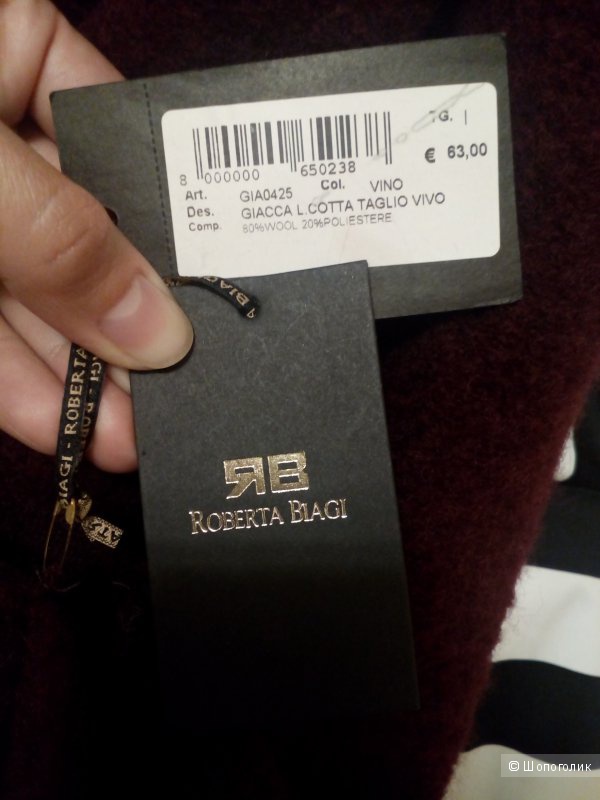 TG. |
€ 63,00
8 000000 650238
Art. GIA0425 Col. VINO
Des. GIACCA L.COTTA TAGLIO VIVO
Comp. 80%WOOL 20%POLIESTERE
BIAGI
BIAGI - ROBERTA
RB
ROBERTA BIAGI
© Шопоголик